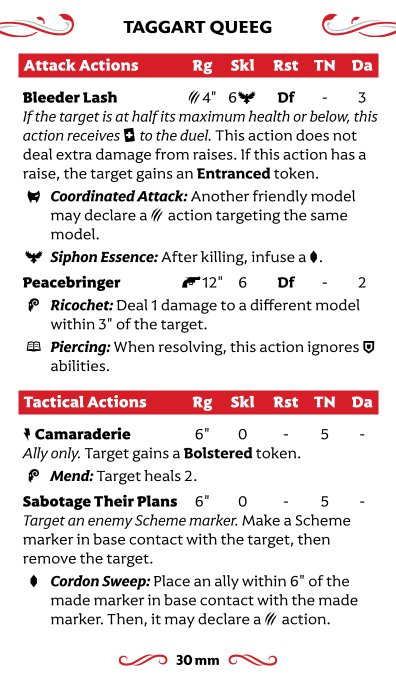 TAGGART QUEEG
Attack Actions Rg Skl Rst TN Da
Bleeder Lash 4" 6 Df - 3
If the target is at half its maximum health or below, this
action receives to the duel. This action does not
deal extra damage from raises. If this action has a
raise, the target gains an Entranced token.
Coordinated Attack: Another friendly model
may declare a action targeting the same
model.
Siphon Essence: After killing, infuse a .
Peacebringer 12" 6 Df - 2
Ricochet: Deal 1 damage to a different model
within 3" of the target.
Piercing: When resolving, this action ignores
abilities.
Tactical Actions Rg Skl Rst TN Da
Camaraderie 6" 0 - 5 -
Ally only. Target gains a Bolstered token.
Mend: Target heals 2.
Sabotage Their Plans 6" 0 - 5 -
Target an enemy Scheme marker. Make a Scheme
marker in base contact with the target, then
remove the target.
Cordon Sweep: Place an ally within 6" of the
made marker in base contact with the made
marker. Then, it may declare a action.
30 mm